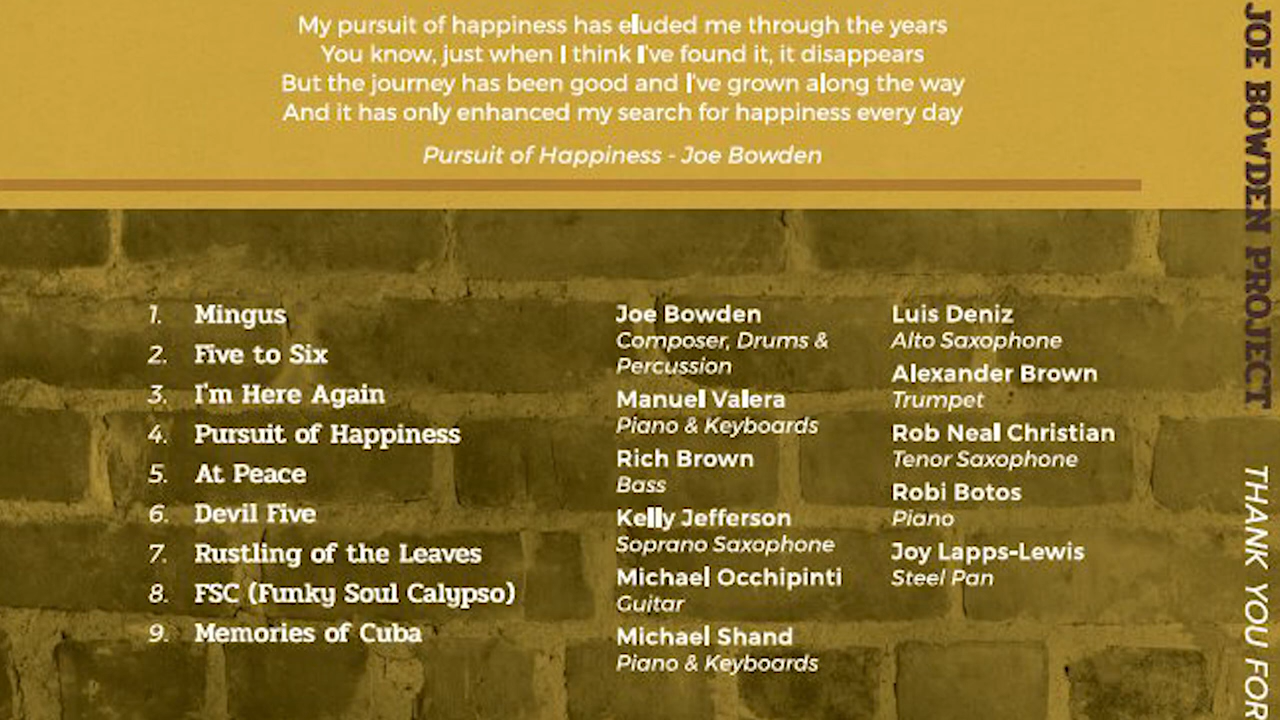 My pursuit of happiness has eluded me through the years
You know, just when I think I've found it, it disappears
But the journey has been good and I've grown along the way
And it has only enhanced my search for happiness every day
Pursuit of Happiness - Joe Bowden
1. Mingus
2. Five to Six
3. I'm Here Again
4. Pursuit of Happiness
5. At Peace
6. Devil Five
7. Rustling of the Leaves
8. FSC (Funky Soul Calypso)
9. Memories of Cuba
Joe Bowden
Composer, Drums &
Percussion
Manuel Valera
Piano & Keyboards
Rich Brown
Bass
Kelly Jefferson
Soprano Saxophone
Michael Occhipinti
Guitar
Michael Shand
Piano & Keyboards
Luis Deniz
Alto Saxophone
Alexander Brown
Trumpet
Rob Neal Christian
Tenor Saxophone
Robi Botos
Piano
Joy Lapps-Lewis
Steel Pan
JOE BOWDEN PROJECT
THANK YOU FOR